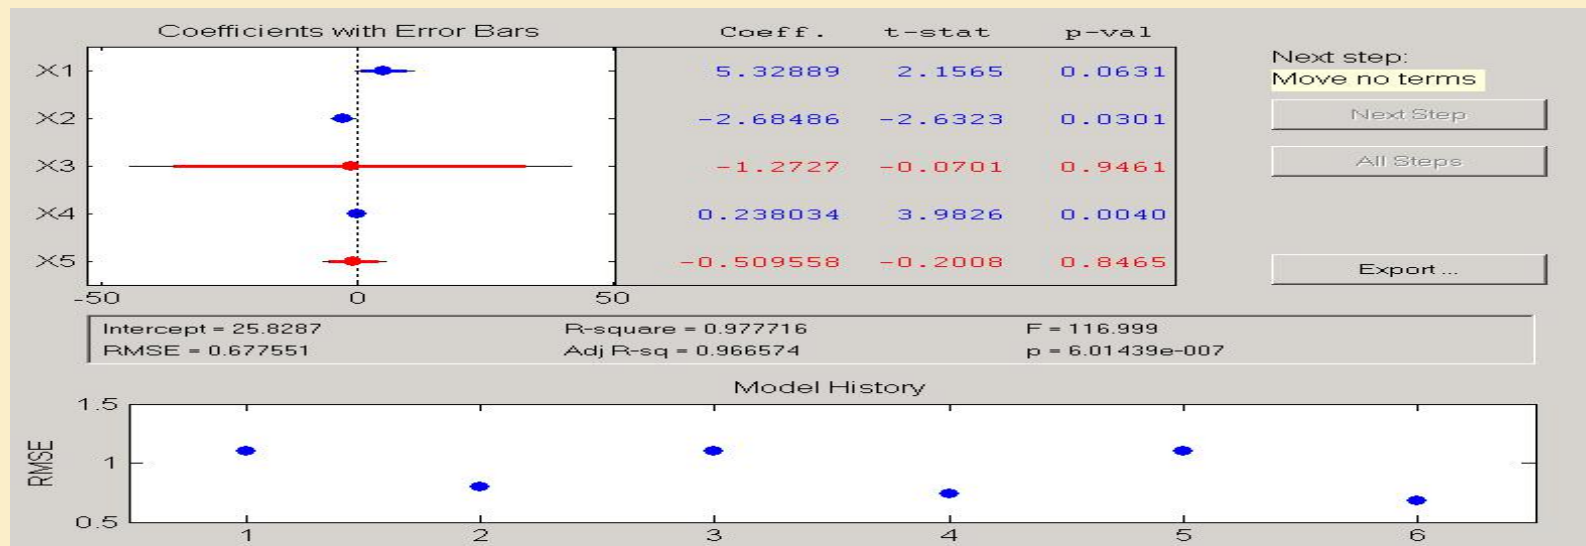 Coefficients with Error Bars Coeff. t-stat p-val
X1 5.32889 2.1565 0.0631
X2 -2.68486 -2.6323 0.0301
X3 -1.2727 -0.0701 0.9461
X4 0.238034 3.9826 0.0040
X5 -0.509558 -0.2008 0.8465
-50 0 50
Next step:
Move no terms
Next Step
All Steps
Export ...
Intercept = 25.8287 R-square = 0.977716 F = 116.999
RMSE = 0.677551 Adj R-sq = 0.966574 p = 6.01439e-007
Model History
RMSE
1.5
1
0.5
1 2 3 4 5 6